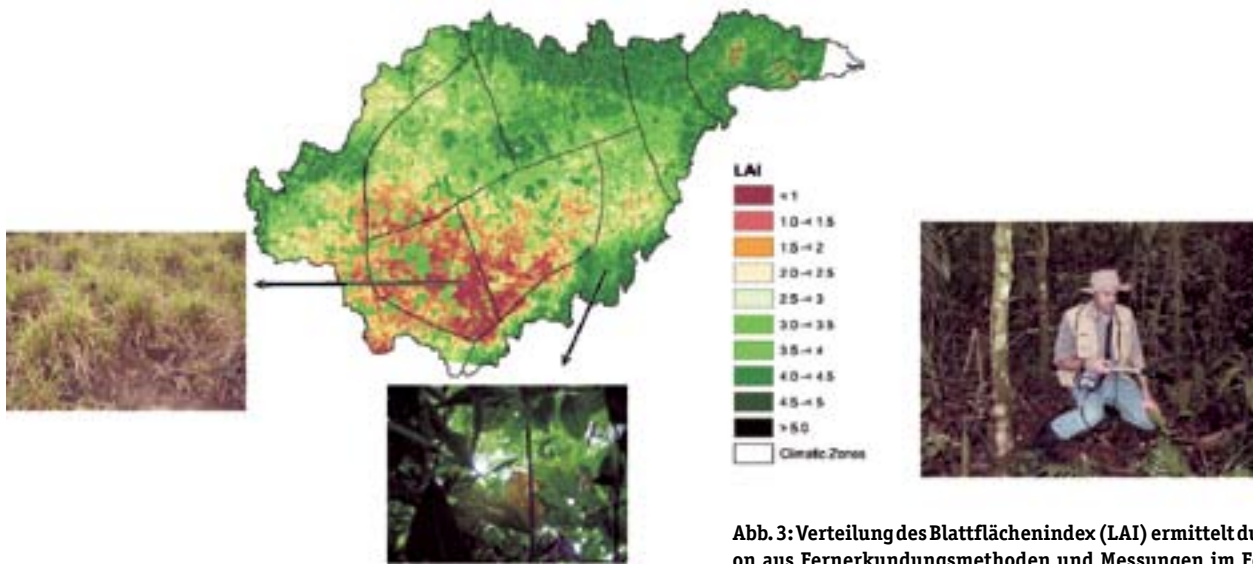 LAI
< 1
1.0-< 1.5
1.5-< 2
2.0-< 2.5
2.5-< 3
3.0-< 3.5
3.5-< 4
4.0-< 4.5
4.5-< 5
> 5.0
Climatic Zones
Abb. 3: Verteilung des Blattflächenindex (LAI) ermittelt du
on aus Fernerkundungsmethoden und Messungen im F